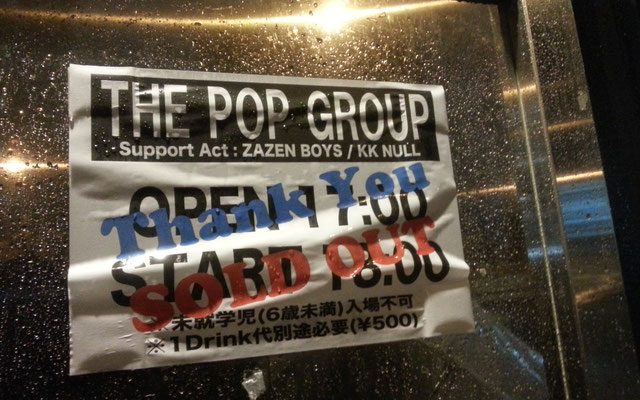 THE POP GROUP
Support Act : ZAZEN BOYS / KK NULL
OPEN 17:00
Thank You
START 18:00
SOLD OUT
※未就学児(6歳未満)入場不可
※1Drink代別途必要(¥500)